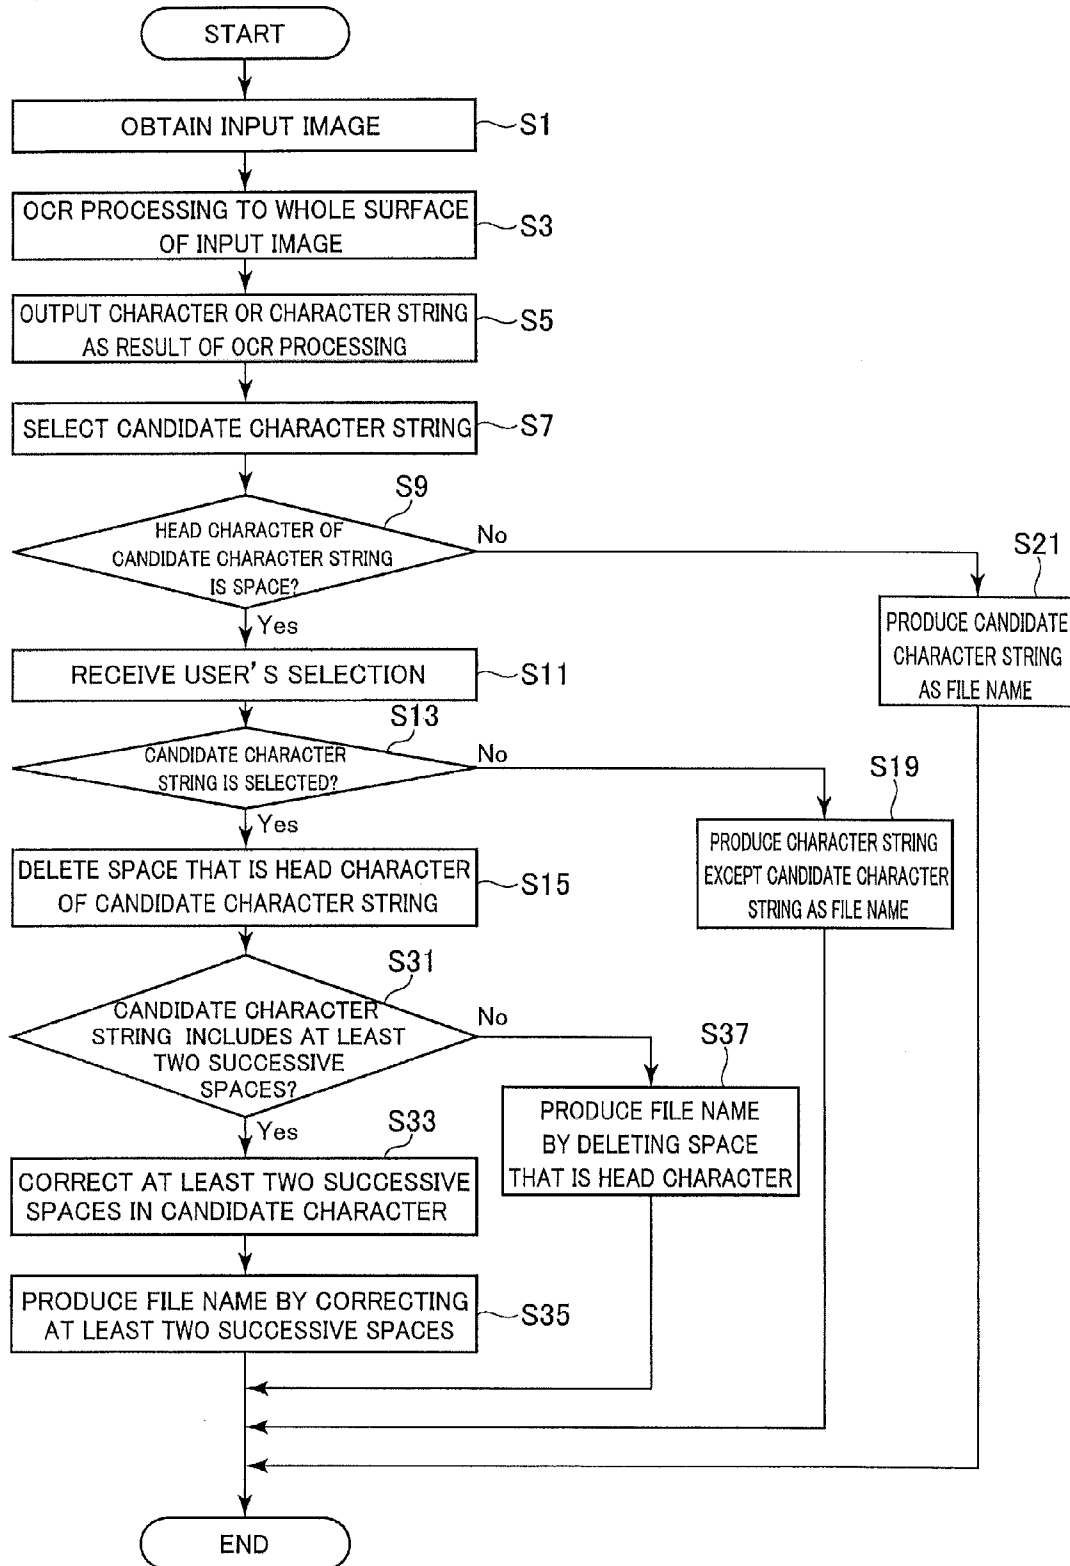 START
OBTAIN INPUT IMAGE
S1
OCR PROCESSING TO WHOLE SURFACE
OF INPUT IMAGE
S3
OUTPUT CHARACTER OR CHARACTER STRING
AS RESULT OF OCR PROCESSING
S5
SELECT CANDIDATE CHARACTER STRING
S7
S9
HEAD CHARACTER OF
CANDIDATE CHARACTER STRING
IS SPACE?
No
Yes
S21
PRODUCE CANDIDATE
CHARACTER STRING
AS FILE NAME
RECEIVE USER'S SELECTION
S11
S13
CANDIDATE CHARACTER
STRING IS SELECTED?
No
Yes
S19
PRODUCE CHARACTER STRING
EXCEPT CANDIDATE CHARACTER
STRING AS FILE NAME
DELETE SPACE THAT IS HEAD CHARACTER
OF CANDIDATE CHARACTER STRING
S15
S31
CANDIDATE CHARACTER
STRING INCLUDES AT LEAST
TWO SUCCESSIVE
SPACES?
No
Yes
S37
PRODUCE FILE NAME
BY DELETING SPACE
THAT IS HEAD CHARACTER
S33
CORRECT AT LEAST TWO SUCCESSIVE
SPACES IN CANDIDATE CHARACTER
PRODUCE FILE NAME BY CORRECTING
AT LEAST TWO SUCCESSIVE SPACES
S35
END